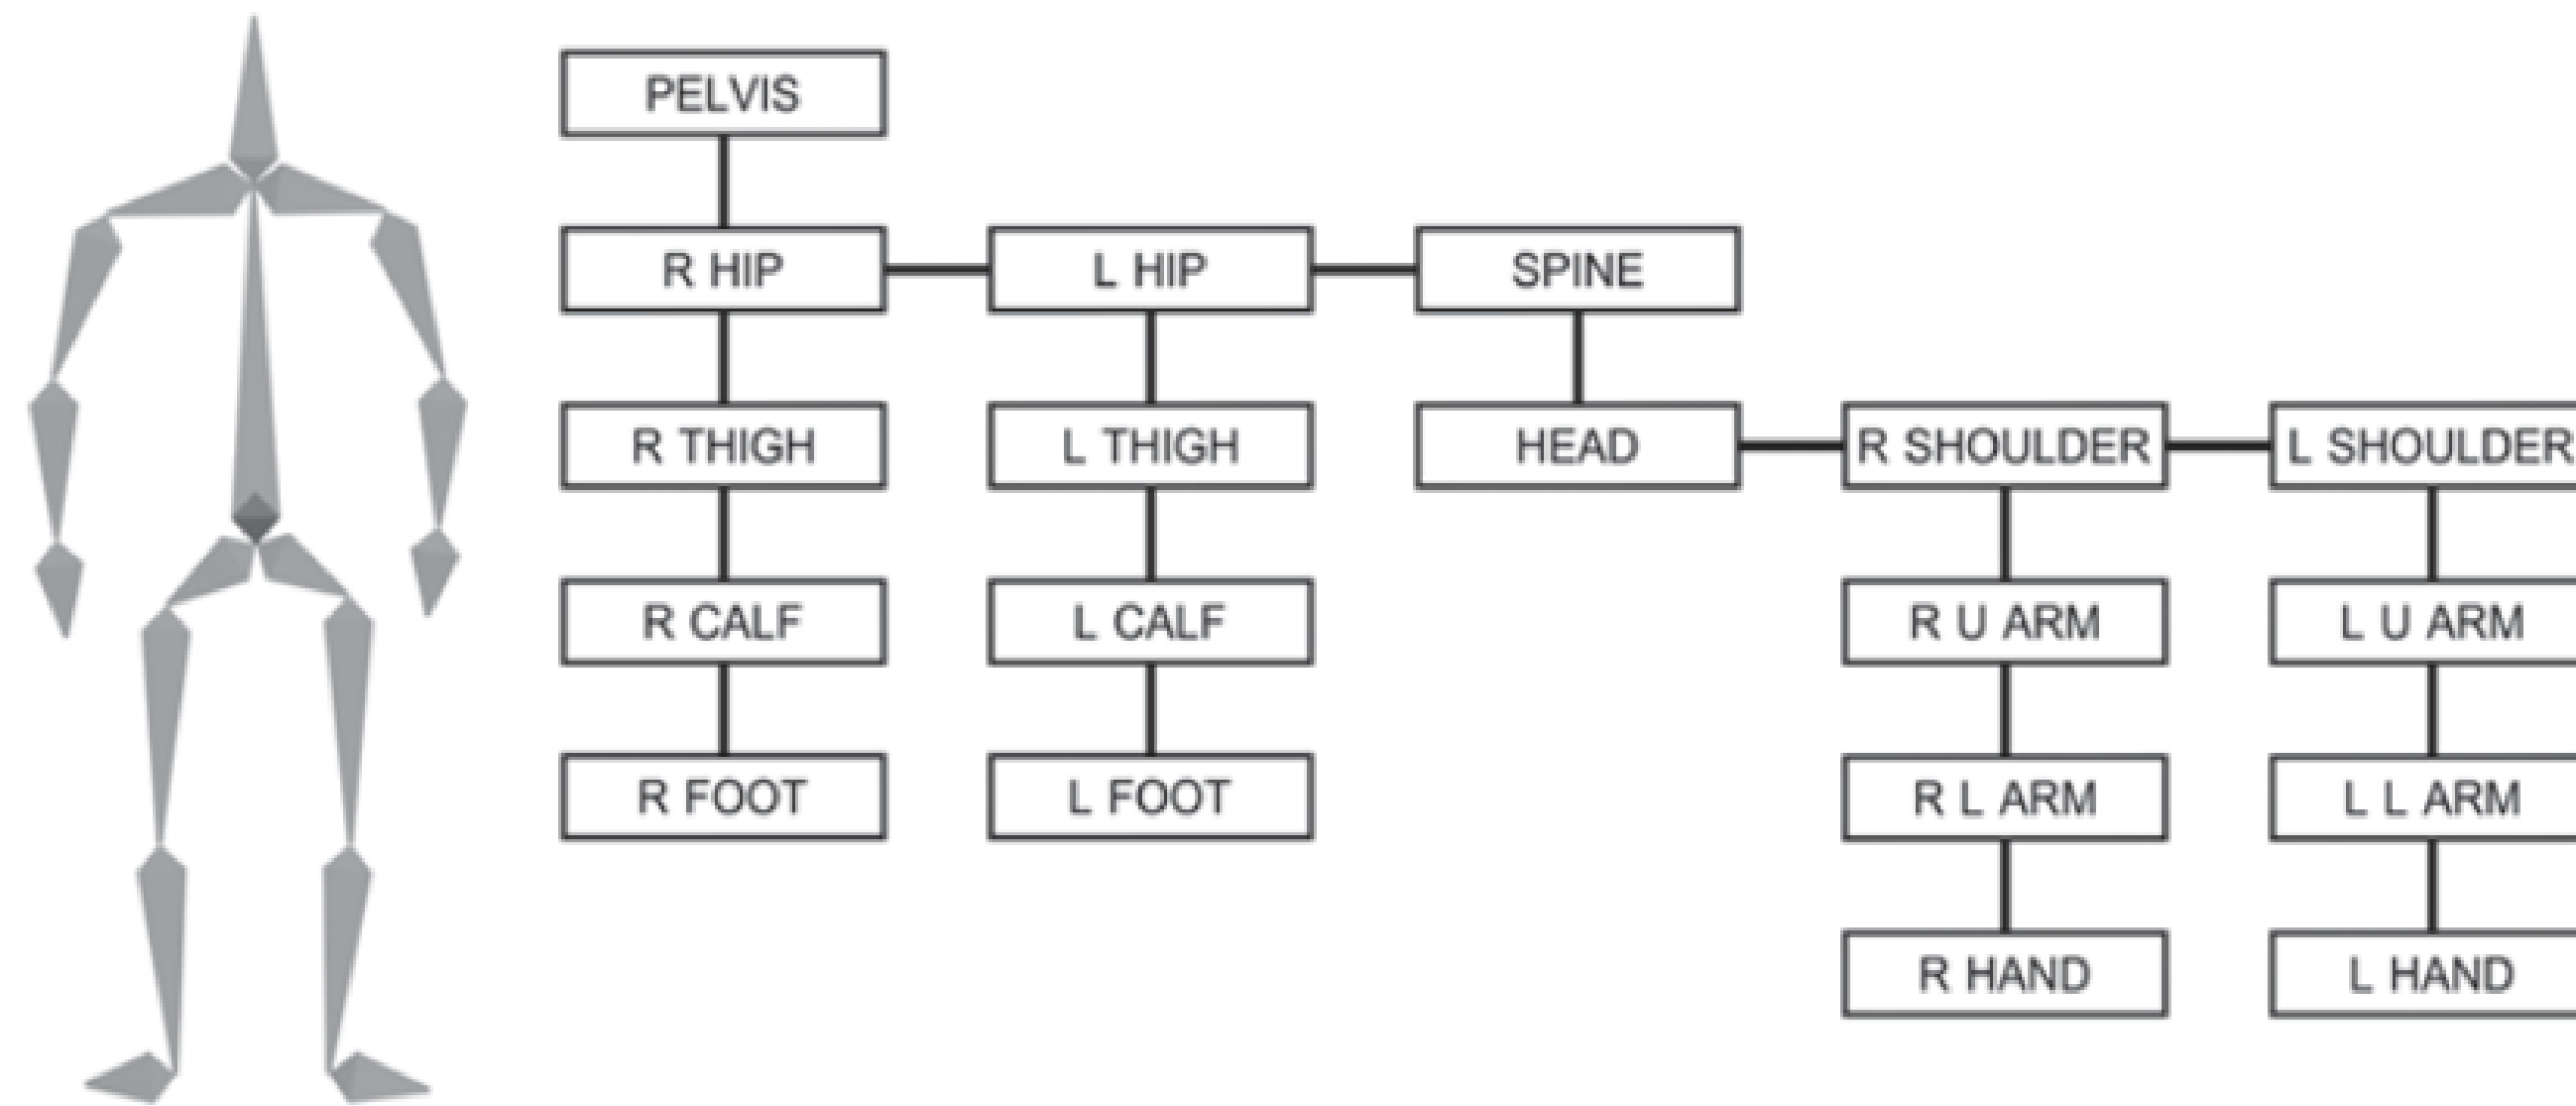 PELVIS
R HIP
L HIP
SPINE
R THIGH
L THIGH
HEAD
R SHOULDER
L SHOULDER
R CALF
L CALF
R U ARM
L U ARM
R FOOT
L FOOT
R L ARM
L L ARM
R HAND
L HAND